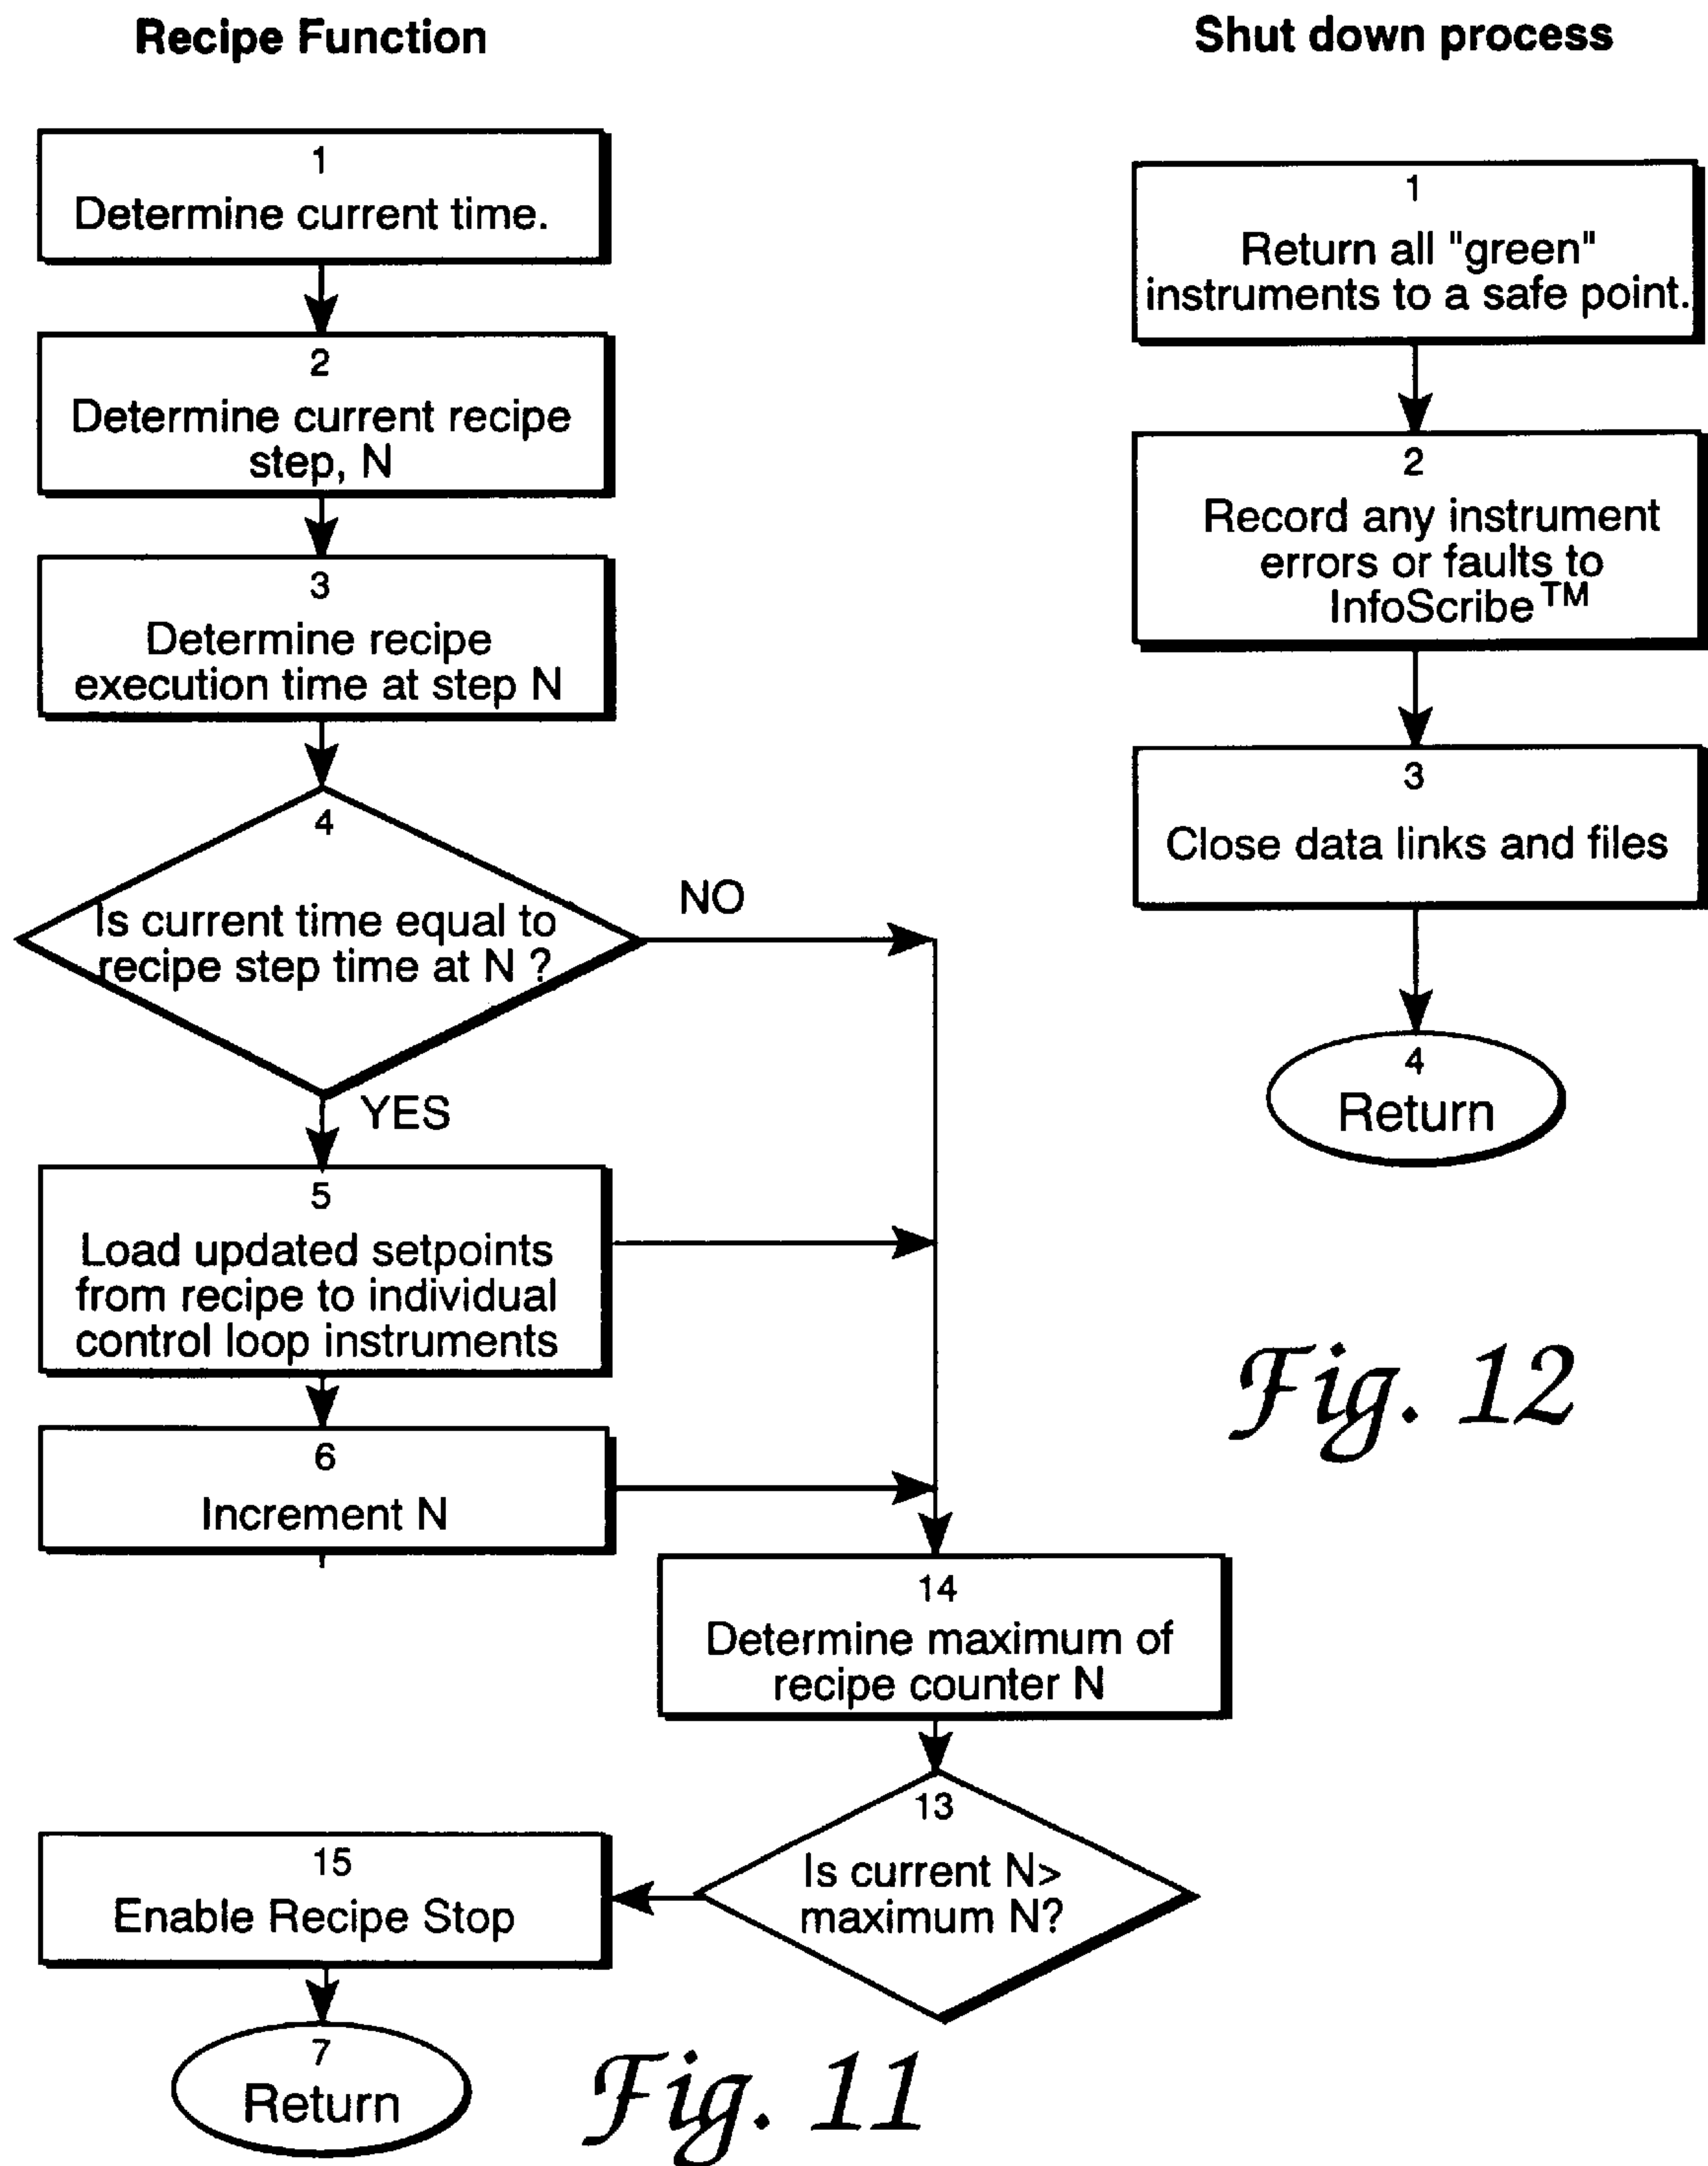 Recipe Function
1
Determine current time.
2
Determine current recipe
step, N
3
Determine recipe
execution time at step N
4
Is current time equal to
recipe step time at N ?
NO
YES
5
Load updated setpoints
from recipe to individual
control loop instruments
6
Increment N
14
Determine maximum of
recipe counter N
13
Is current N>
maximum N?
15
Enable Recipe Stop
7
Return
Fig. 11
Shut down process
1
Return all "green"
instruments to a safe point.
2
Record any instrument
errors or faults to
InfoScribe™
3
Close data links and files
4
Return
Fig. 12